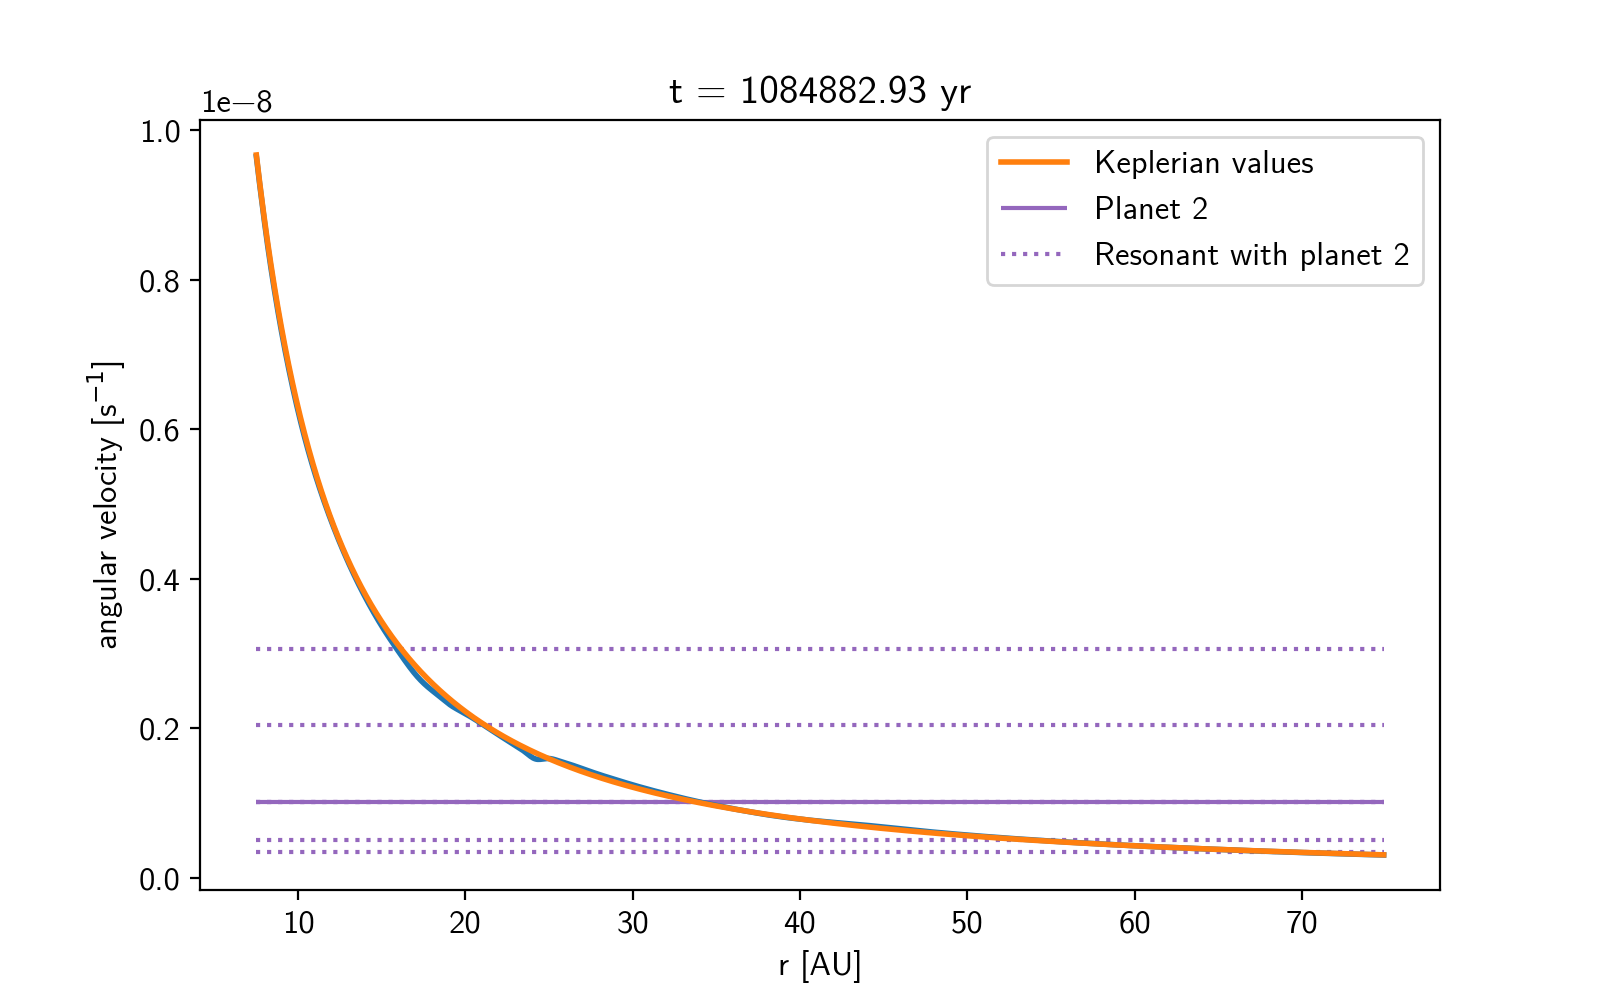 t = 1084882.93 yr
1e−8
1.0
0.8
0.6
0.4
0.2
0.0
angular velocity [s⁻¹]
Keplerian values
Planet 2
Resonant with planet 2
10 20 30 40 50 60 70
r [AU]